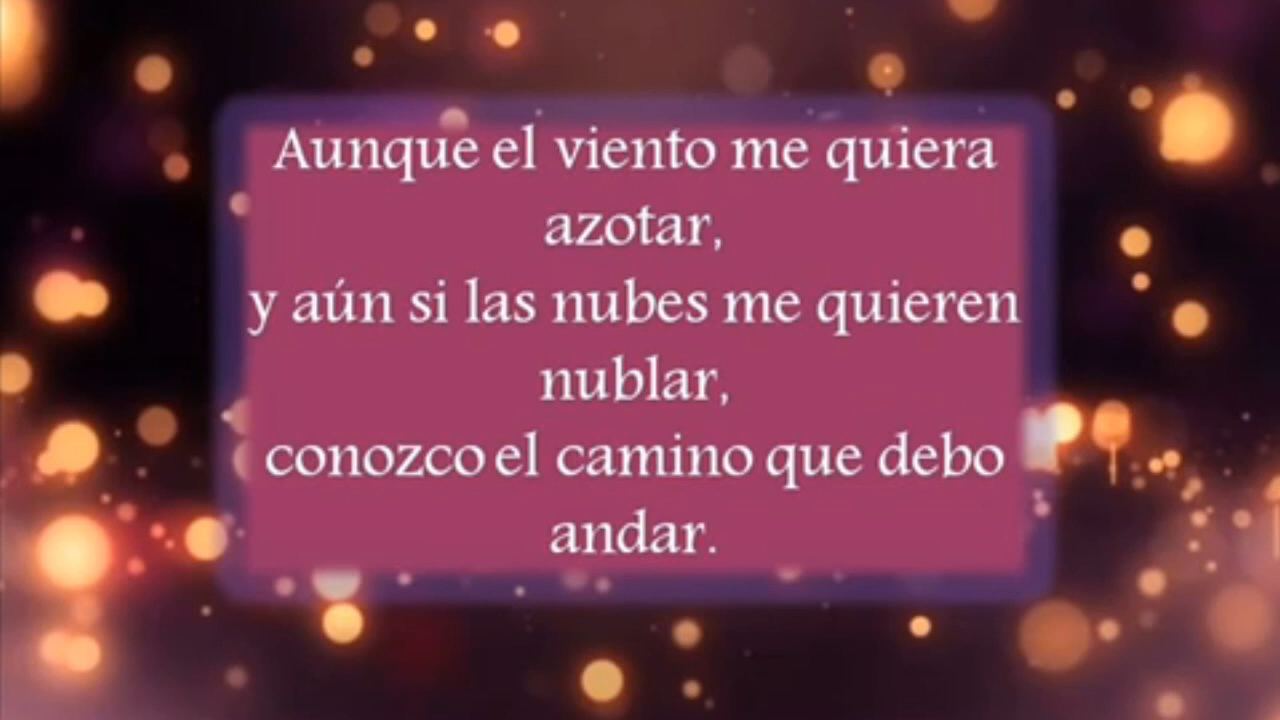 Aunque el viento me quiera
azotar,
y aún si las nubes me quieren
nublar,
conozco el camino que debo
andar.